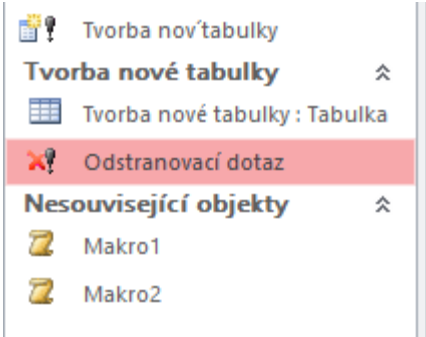 Tvorba nov´tabulky
Tvorba nové tabulky
Tvorba nové tabulky : Tabulka
Odstranovací dotaz
Nesouvisející objekty
Makro1
Makro2